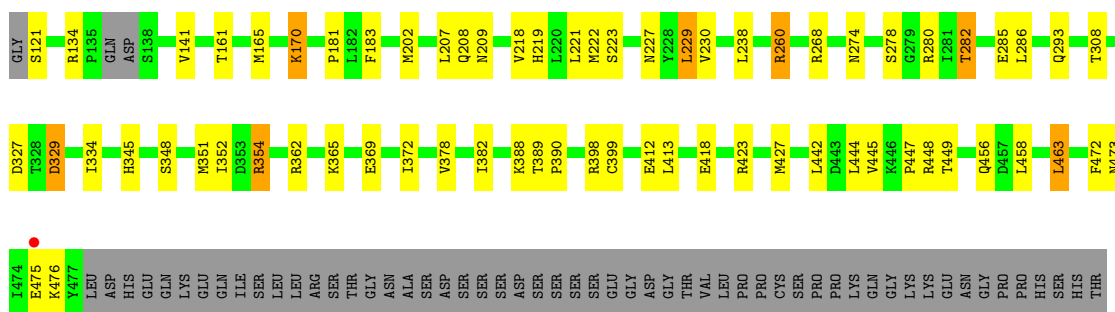 GLY S121 R134 P135 GLN ASP S138 V141 T161 M165 K170 P181 L182 F183 M202 L207 Q208 N209 V218 H219 L220 L221 M222 S223 N227 Y228 L229 V230 L238 R260 R268 N274 S278 G279 R280 I281 T282 E285 L286 Q293 T308
D327 T328 D329 I334 H345 S348 M351 I352 D353 R354 R362 K365 E369 I372 V378 I382 K388 T389 P390 R398 C399 E412 L413 E418 R423 M427 L442 D443 L444 V445 K446 P447 R448 T449 Q456 D457 L458 L463 F472 N473
I474 E475 K476 Y477 LEU ASP HIS GLU GLN LYS GLU GLN ILE SER LEU LEU ARG SER THR GLY ASN ALA SER ASP SER SER SER ASP SER SER SER SER GLU GLY ASP GLY THR VAL LEU PRO PRO CYS SER PRO PRO LYS GLN GLY LYS LYS GLU ASN GLY PRO PRO HIS SER HIS THR